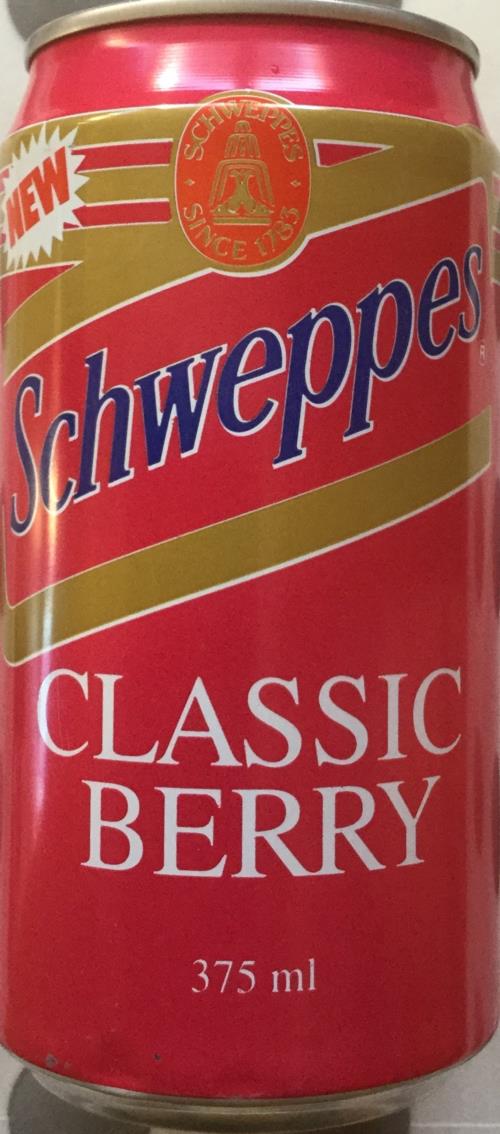 SCHWEPPES
SINCE 1783
NEW
Schweppes
®
CLASSIC
BERRY
375 ml